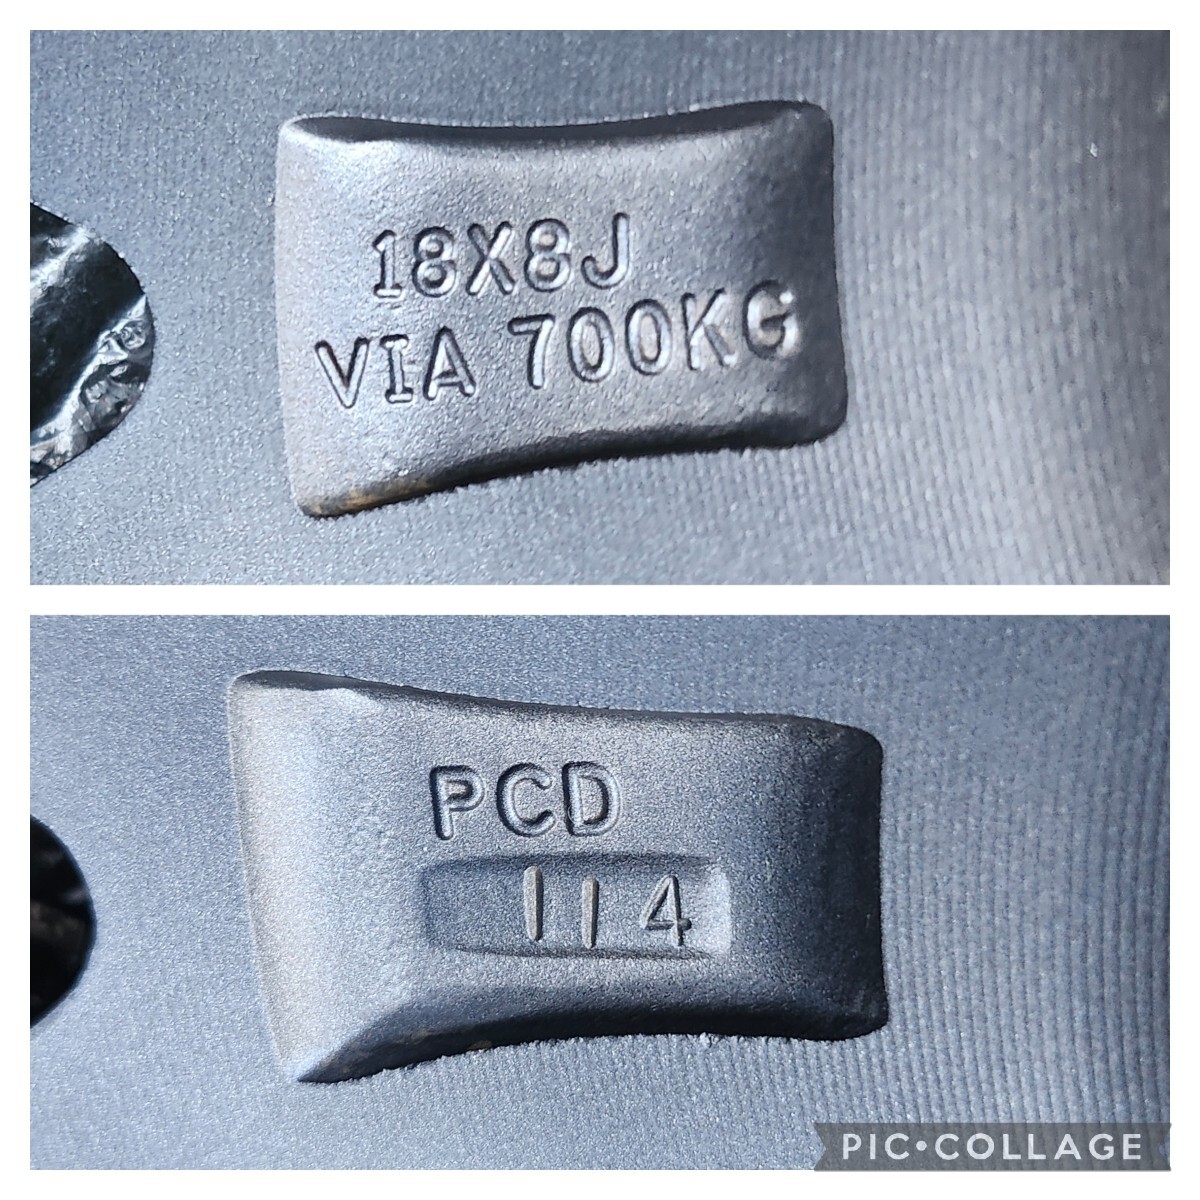 18X8J
VIA 700KG
PCD
114
PIC•COLLAGE